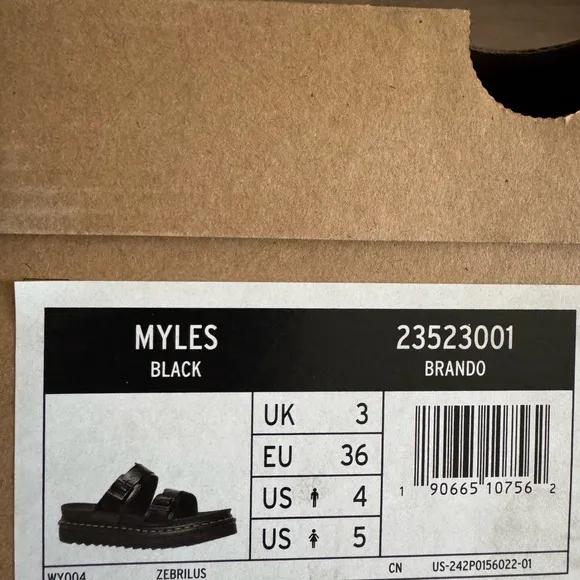 MYLES
BLACK
23523001
BRANDO
UK 3
EU 36
US 4
US 5
1 90665 10756 2
WX004 ZEBRILUS CN US-242P0156022-01